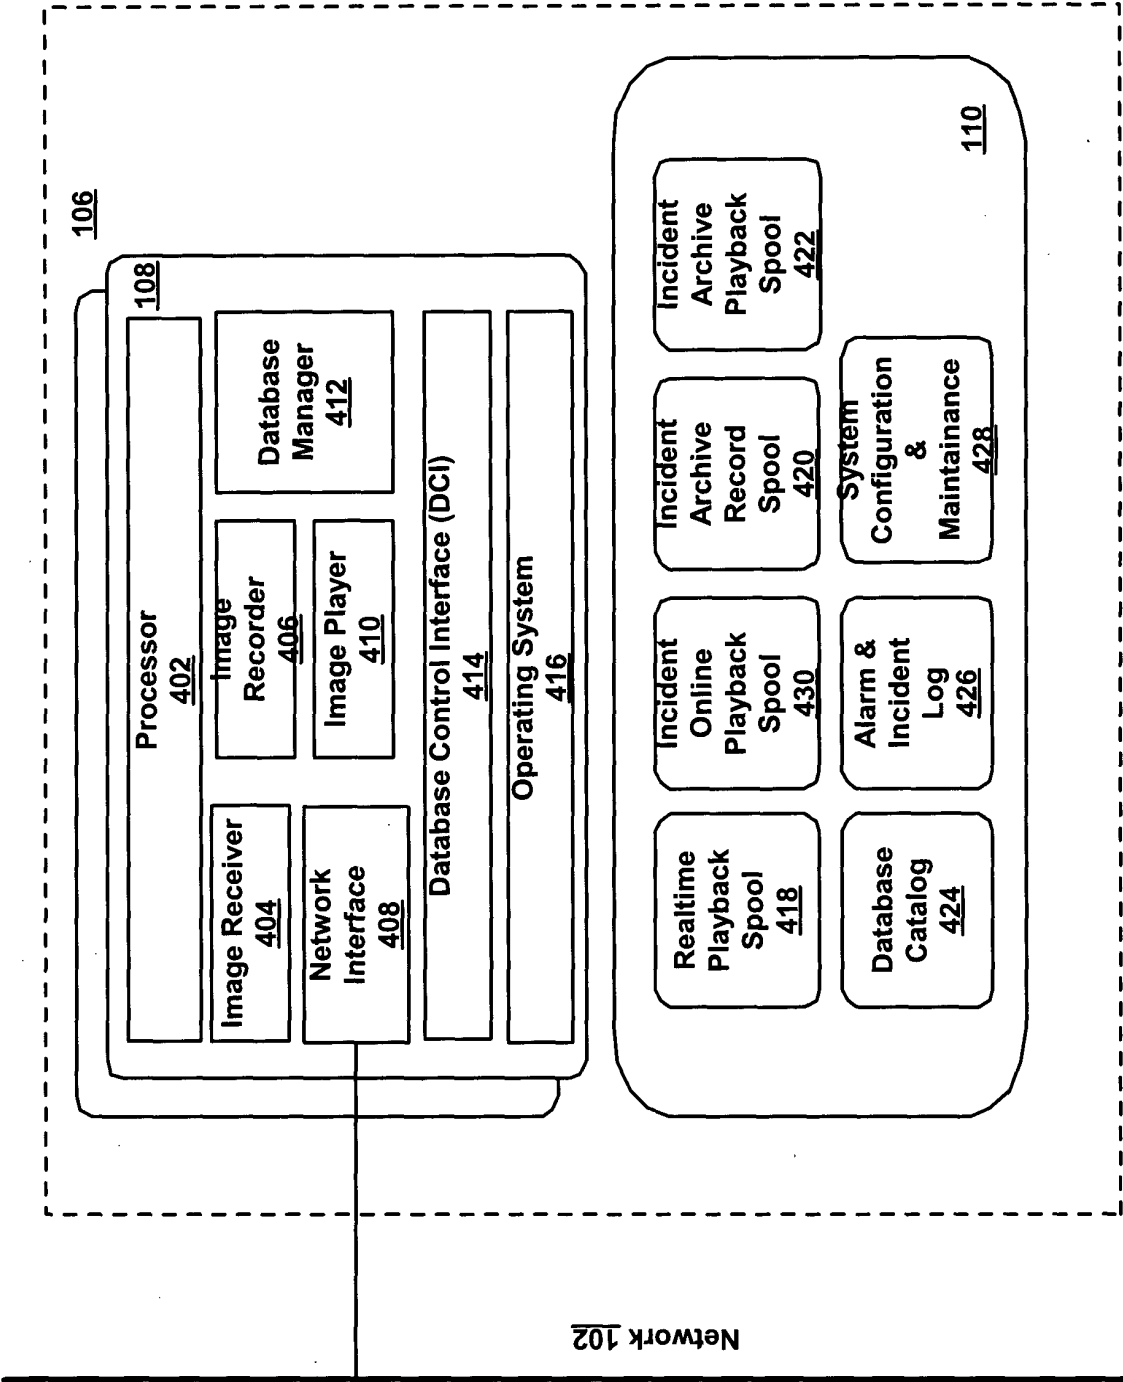 106
108
Processor
402
Image Receiver
404
Image
Recorder
406
Database
Manager
412
Network
Interface
408
Image Player
410
Database Control Interface (DCI)
414
Operating System
416
110
Realtime
Playback
Spool
418
Incident
Online
Playback
Spool
430
Incident
Archive
Record
Spool
420
Incident
Archive
Playback
Spool
422
Database
Catalog
424
Alarm &
Incident
Log
426
System
Configuration
&
Maintainance
428
Network 102